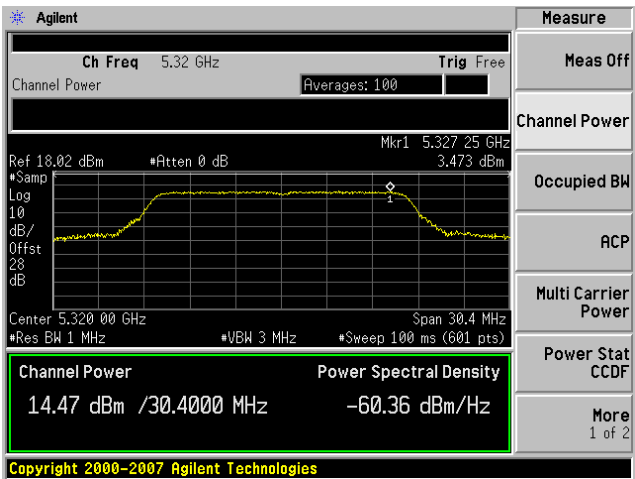 Agilent
Measure
Ch Freq 5.32 GHz Trig Free
Channel Power Averages: 100
Mkr1 5.327 25 GHz
Ref 18.02 dBm #Atten 0 dB 3.473 dBm
#Samp
Log
10
dB/
Offst
28
dB
1
Center 5.320 00 GHz Span 30.4 MHz
#Res BW 1 MHz #VBW 3 MHz #Sweep 100 ms (601 pts)
Channel Power Power Spectral Density
14.47 dBm /30.4000 MHz -60.36 dBm/Hz
Copyright 2000-2007 Agilent Technologies
Meas Off
Channel Power
Occupied BW
ACP
Multi Carrier
Power
Power Stat
CCDF
More
1 of 2